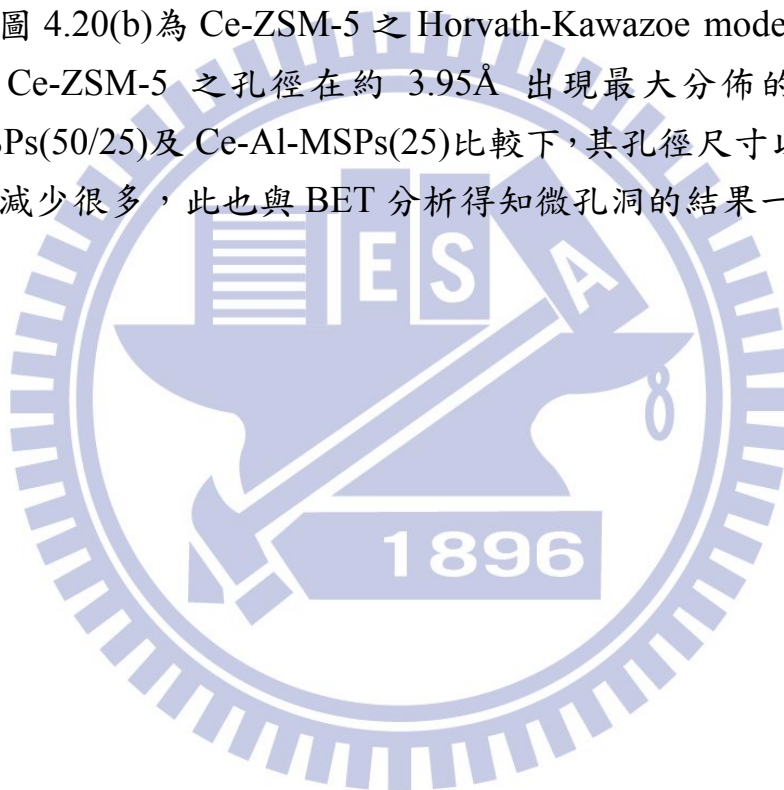 圖 4.20(b)為 Ce-ZSM-5 之 Horvath-Kawazoe mode
Ce-ZSM-5 之孔徑在約 3.95Å 出現最大分佈的
SPs(50/25)及 Ce-Al-MSPs(25)比較下，其孔徑尺寸
減少很多，此也與 BET 分析得知微孔洞的結果一
E S A
1896